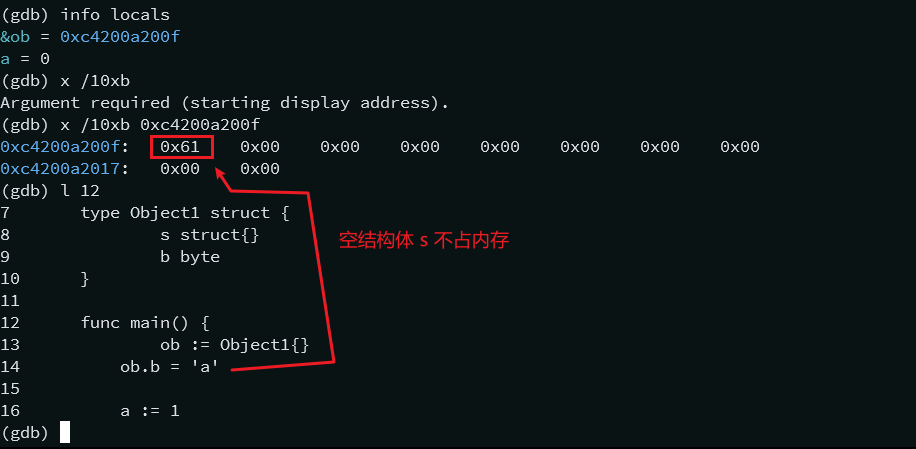 (gdb) info locals
&ob = 0xc4200a200f
a = 0
(gdb) x /10xb
Argument required (starting display address).
(gdb) x /10xb 0xc4200a200f
0xc4200a200f: 0x61 0x00 0x00 0x00 0x00 0x00 0x00 0x00
0xc4200a2017: 0x00 0x00
(gdb) l 12
7 type Object1 struct {
8 s struct{}
空结构体 s 不占内存
9 b byte
10 }
11
12 func main() {
13 ob := Object1{}
14 ob.b = 'a'
15
16 a := 1
(gdb)